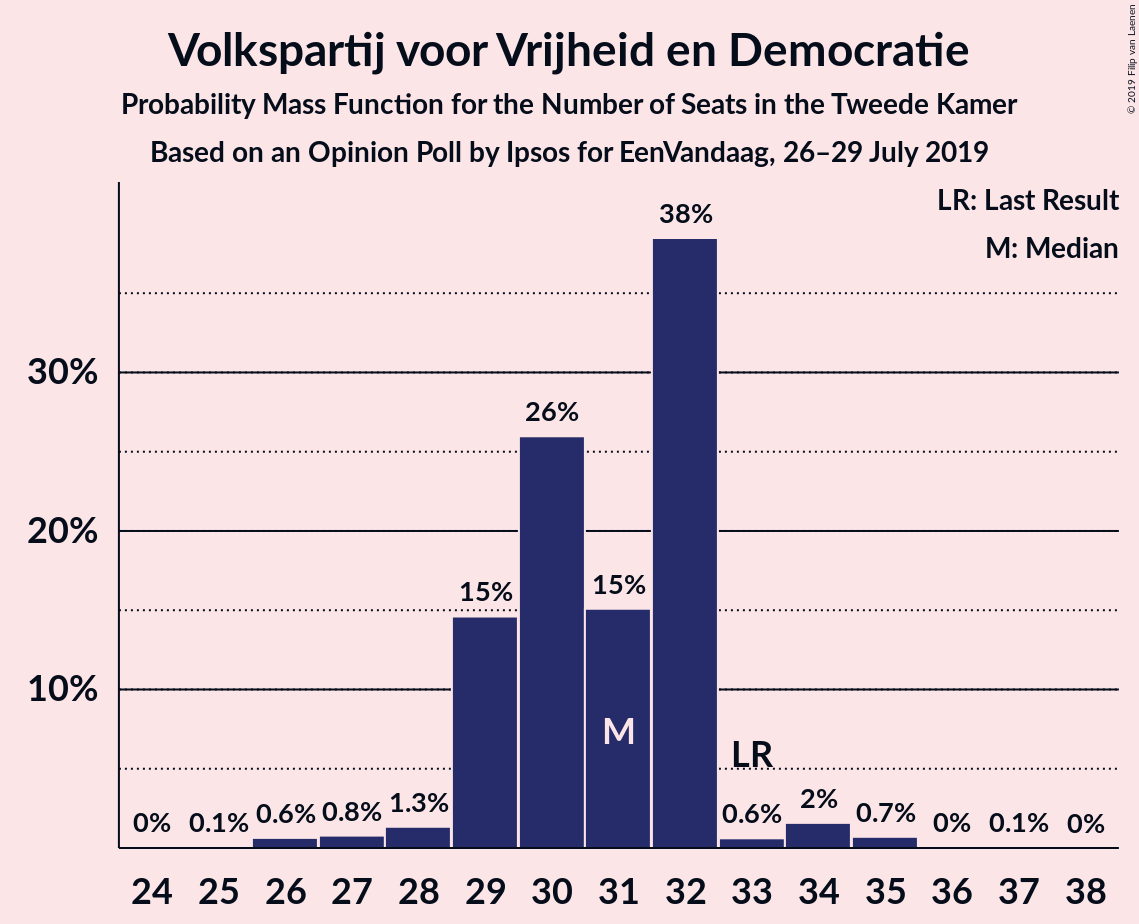 Volkspartij voor Vrijheid en Democratie
Probability Mass Function for the Number of Seats in the Tweede Kamer
Based on an Opinion Poll by Ipsos for EenVandaag, 26–29 July 2019
© 2019 Filip van Laenen
LR: Last Result
M: Median
38%
30%
26%
20%
15%
15%
10%
M
LR
0%
0.1%
0.6%
0.8%
1.3%
0.6%
2%
0.7%
0%
0.1%
0%
24 25 26 27 28 29 30 31 32 33 34 35 36 37 38